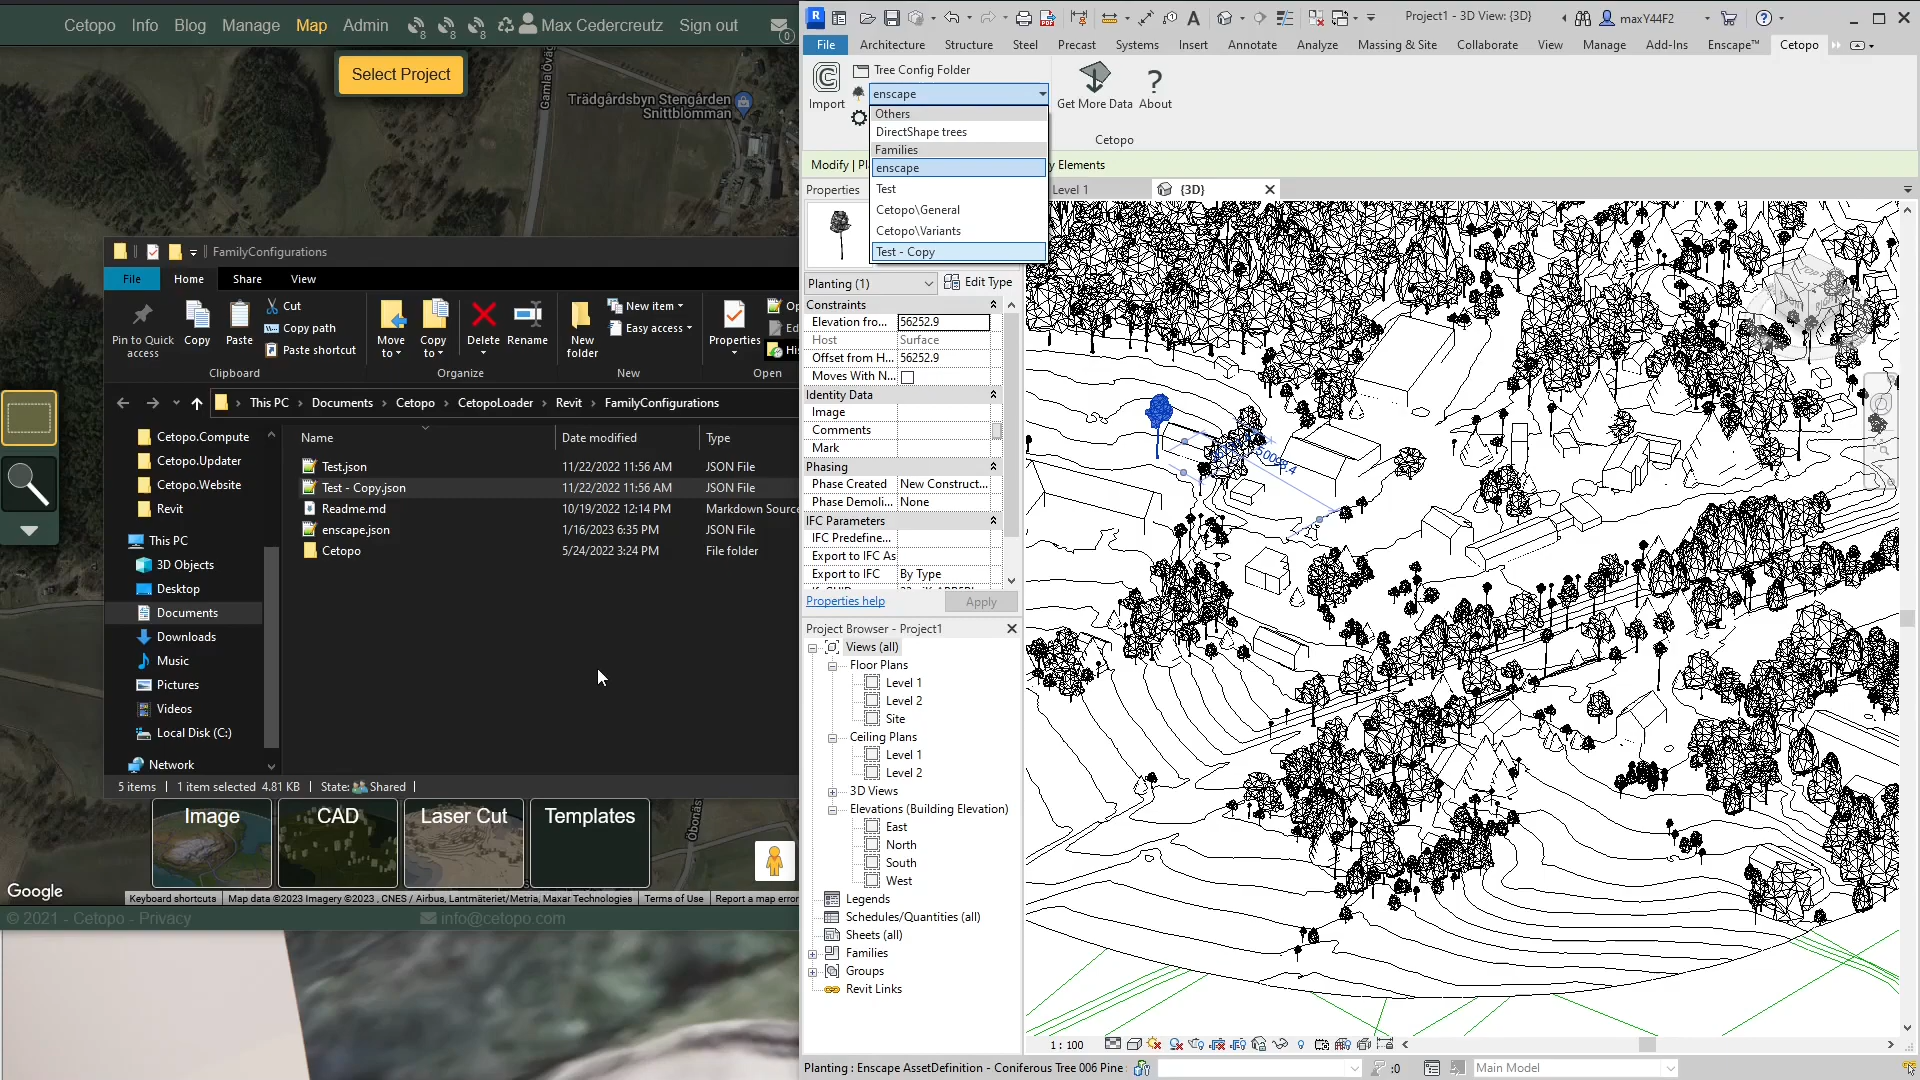 Cetopo Info Blog Manage Map Admin 8 8 8 Max Cedercreutz Sign out 0
Select Project
Gamla Öväg
Trädgårdsbyn Stengården
Snittblomman
FamilyConfigurations
File Home Share View
Pin to Quick access
Copy
Paste
Cut
Copy path
Paste shortcut
Clipboard
Move to
Copy to
Delete
Rename
Organize
New folder
New item
Easy access
New
Properties
Op
Ed
His
Open
This PC Documents Cetopo CetopoLoader Revit FamilyConfigurations
Cetopo.Compute
Cetopo.Updater
Cetopo.Website
Revit
This PC
3D Objects
Desktop
Documents
Downloads
Music
Pictures
Videos
Local Disk (C:)
Network
Name Date modified Type
Test.json 11/22/2022 11:56 AM JSON File
Test - Copy.json 11/22/2022 11:56 AM JSON File
Readme.md 10/19/2022 12:14 PM Markdown Source
enscape.json 1/16/2023 6:35 PM JSON File
Cetopo 5/24/2022 3:24 PM File folder
5 items 1 item selected 4.81 KB State: Shared
Image CAD Laser Cut Templates
Obonäs
Google
Keyboard shortcuts Map data ©2023 Imagery ©2023 , CNES / Airbus, Lantmäteriet/Metria, Maxar Technologies Terms of Use Report a map error
© 2021 - Cetopo - Privacy info@cetopo.com
R Project1 - 3D View: {3D} maxY44F2
File Architecture Structure Steel Precast Systems Insert Annotate Analyze Massing & Site Collaborate View Manage Add-Ins Enscape™ Cetopo
Import
Tree Config Folder
enscape
Others
DirectShape trees
Families
enscape
Test
Cetopo\General
Cetopo\Variants
Test - Copy
Get More Data About
Cetopo
Modify | Pl y Elements
Properties
Level 1 {3D}
Planting (1) Edit Type
Constraints
Elevation fro... 56252.9
Host Surface
Offset from H... 56252.9
Moves With N...
Identity Data
Image
Comments
Mark
Phasing
Phase Created New Construct...
Phase Demoli... None
IFC Parameters
IFC Predefine...
Export to IFC As
Export to IFC By Type
Properties help Apply
Project Browser - Project1
Views (all)
Floor Plans
Level 1
Level 2
Site
Ceiling Plans
Level 1
Level 2
3D Views
Elevations (Building Elevation)
East
North
South
West
Legends
Schedules/Quantities (all)
Sheets (all)
Families
Groups
Revit Links
1 : 100
Planting : Enscape AssetDefinition - Coniferous Tree 006 Pine :0 Main Model